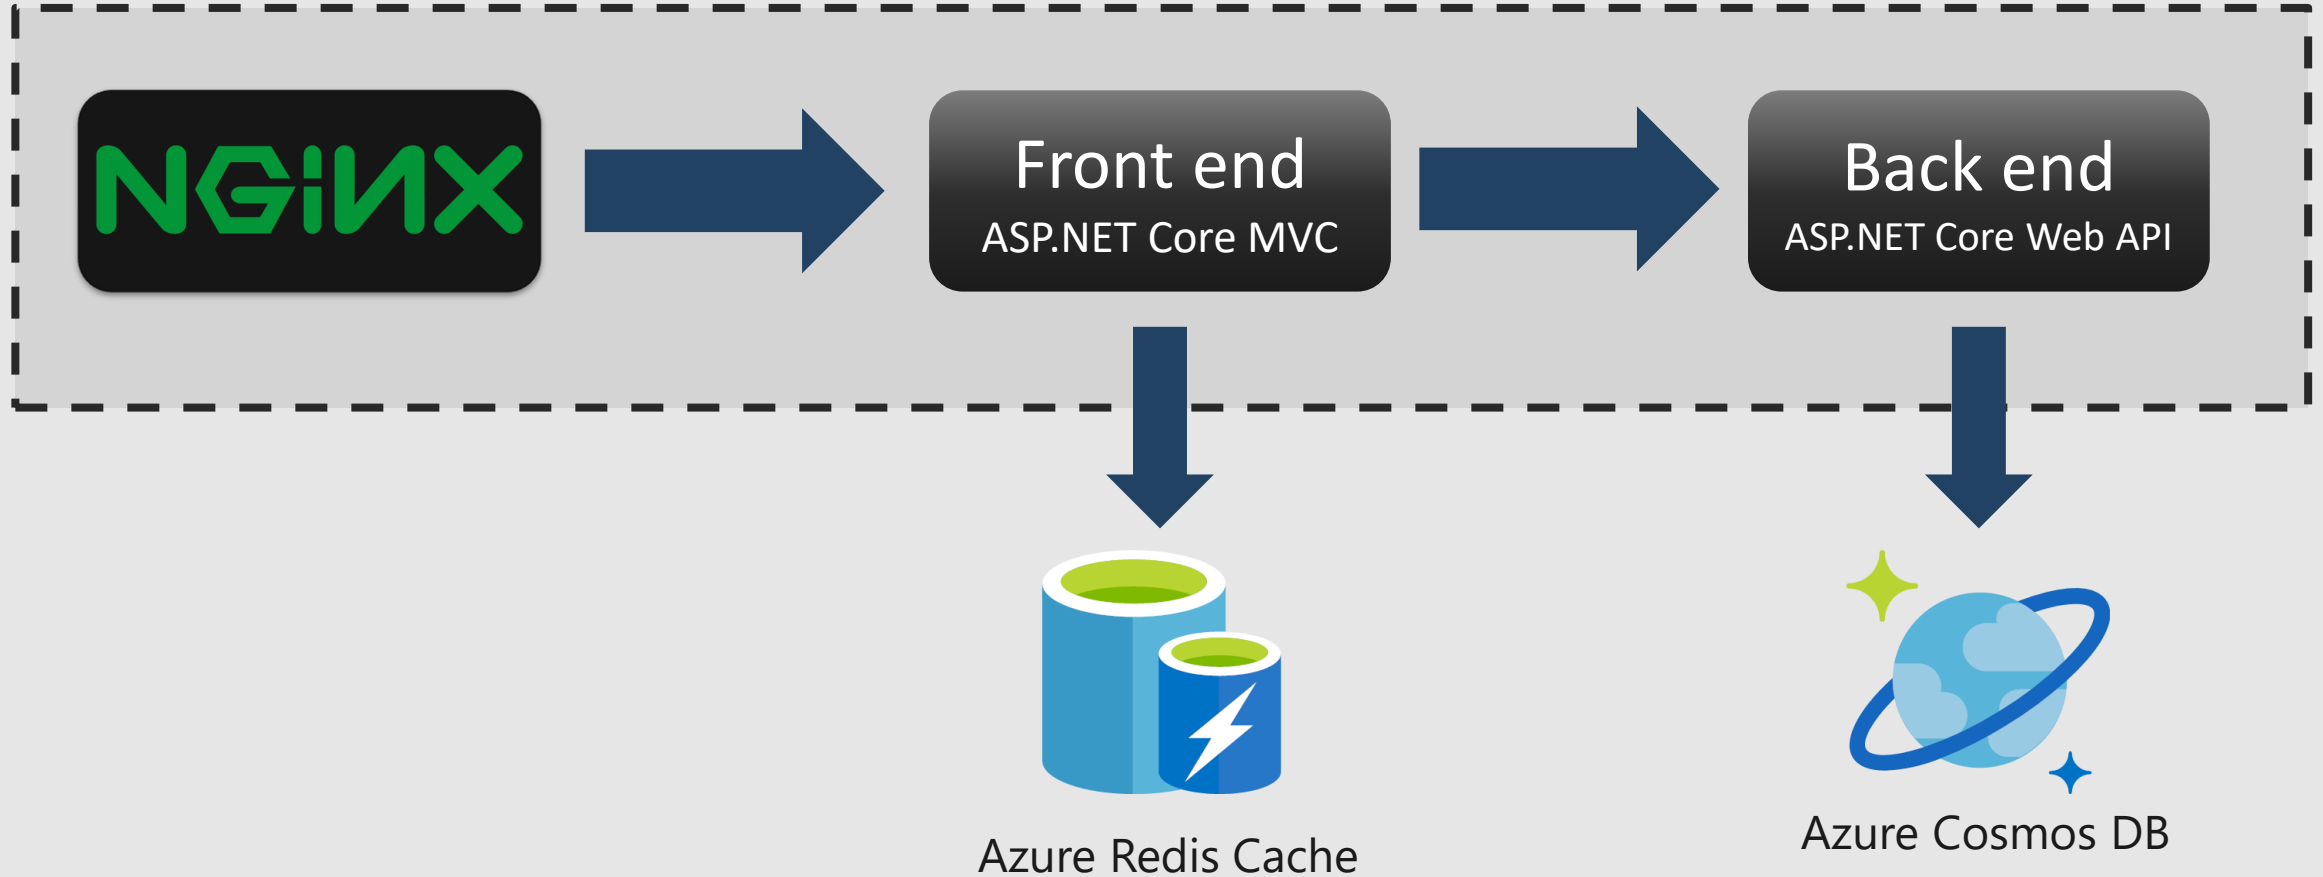 NGINX
Front end
ASP.NET Core MVC
Back end
ASP.NET Core Web API
Azure Redis Cache
Azure Cosmos DB